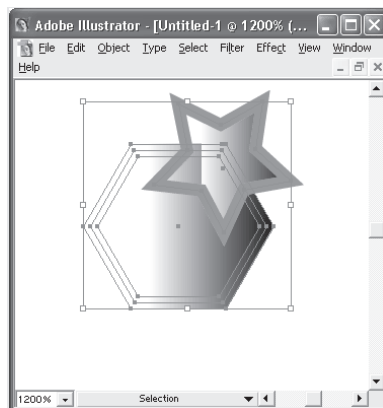 Adobe Illustrator - [Untitled-1 @ 1200% (...
File Edit Object Type Select Filter Effect View Window
Help
1200% Selection